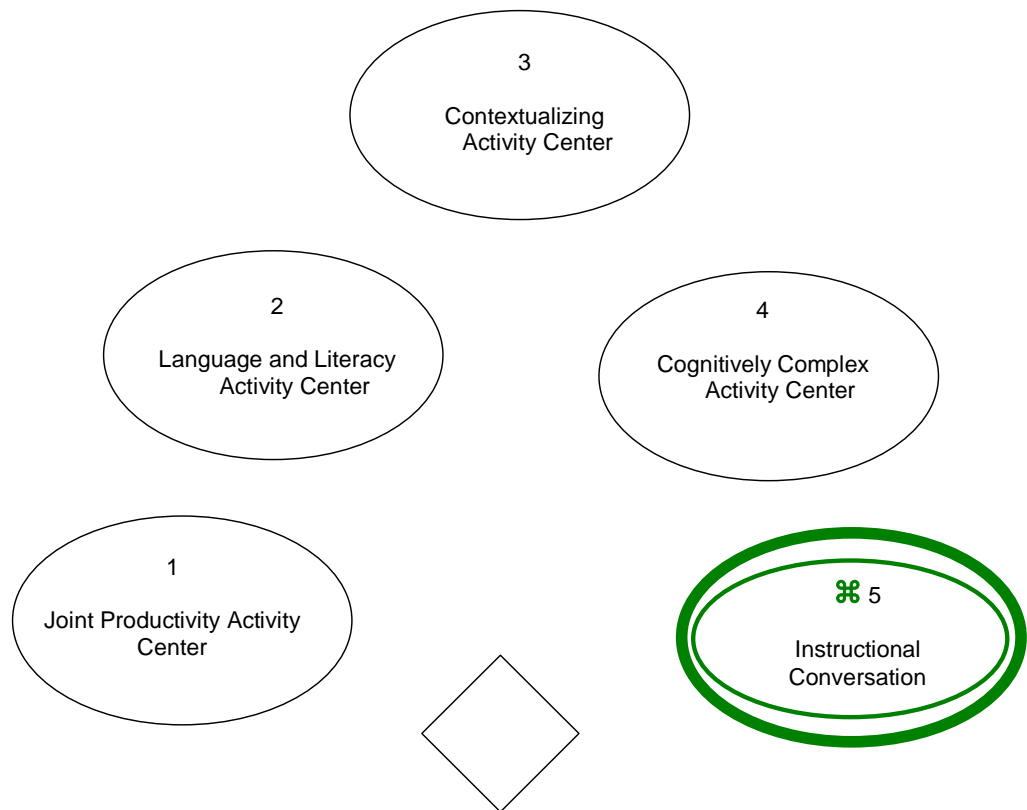 3
Contextualizing
Activity Center
2
Language and Literacy
Activity Center
4
Cognitively Complex
Activity Center
1
Joint Productivity Activity
Center
⌘ 5
Instructional
Conversation